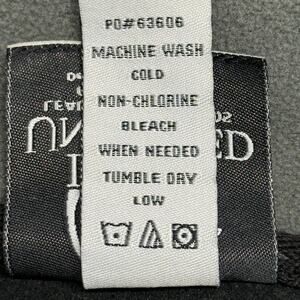 PO#63606
MACHINE WASH
COLD
NON-CHLORINE
BLEACH
WHEN NEEDED
TUMBLE DRY
LOW